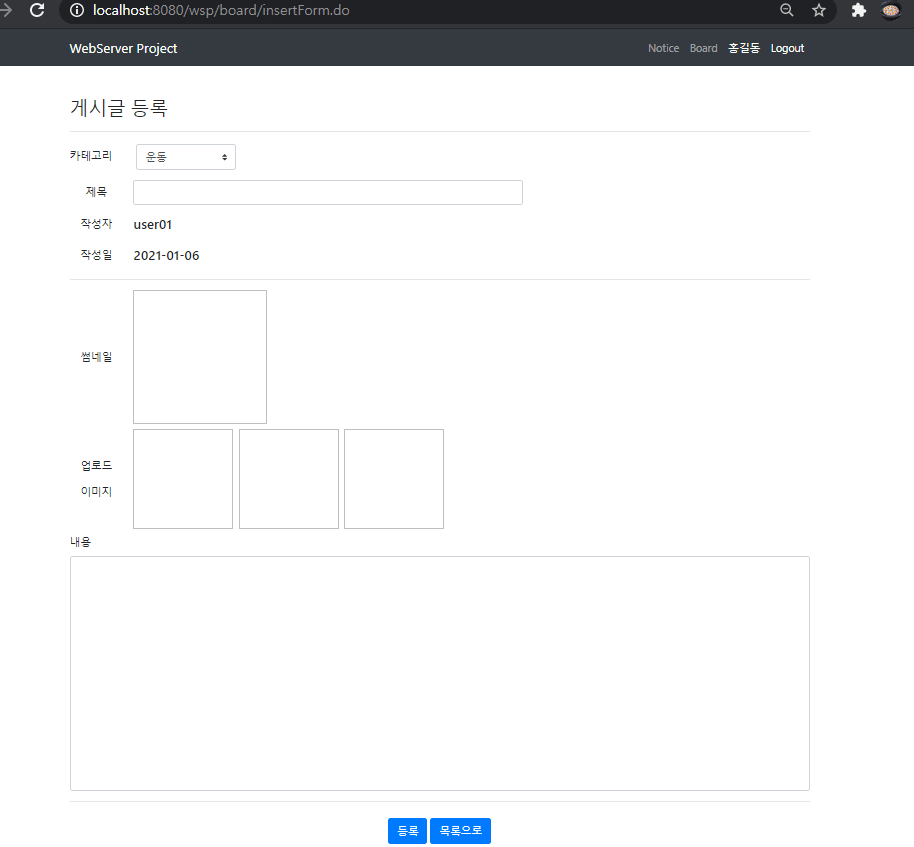 localhost:8080/wsp/board/insertForm.do
WebServer Project Notice Board 홍길동 Logout
게시글 등록
카테고리 운동
제목
작성자 user01
작성일 2021-01-06
썸네일
업로드
이미지
내용
등록 목록으로